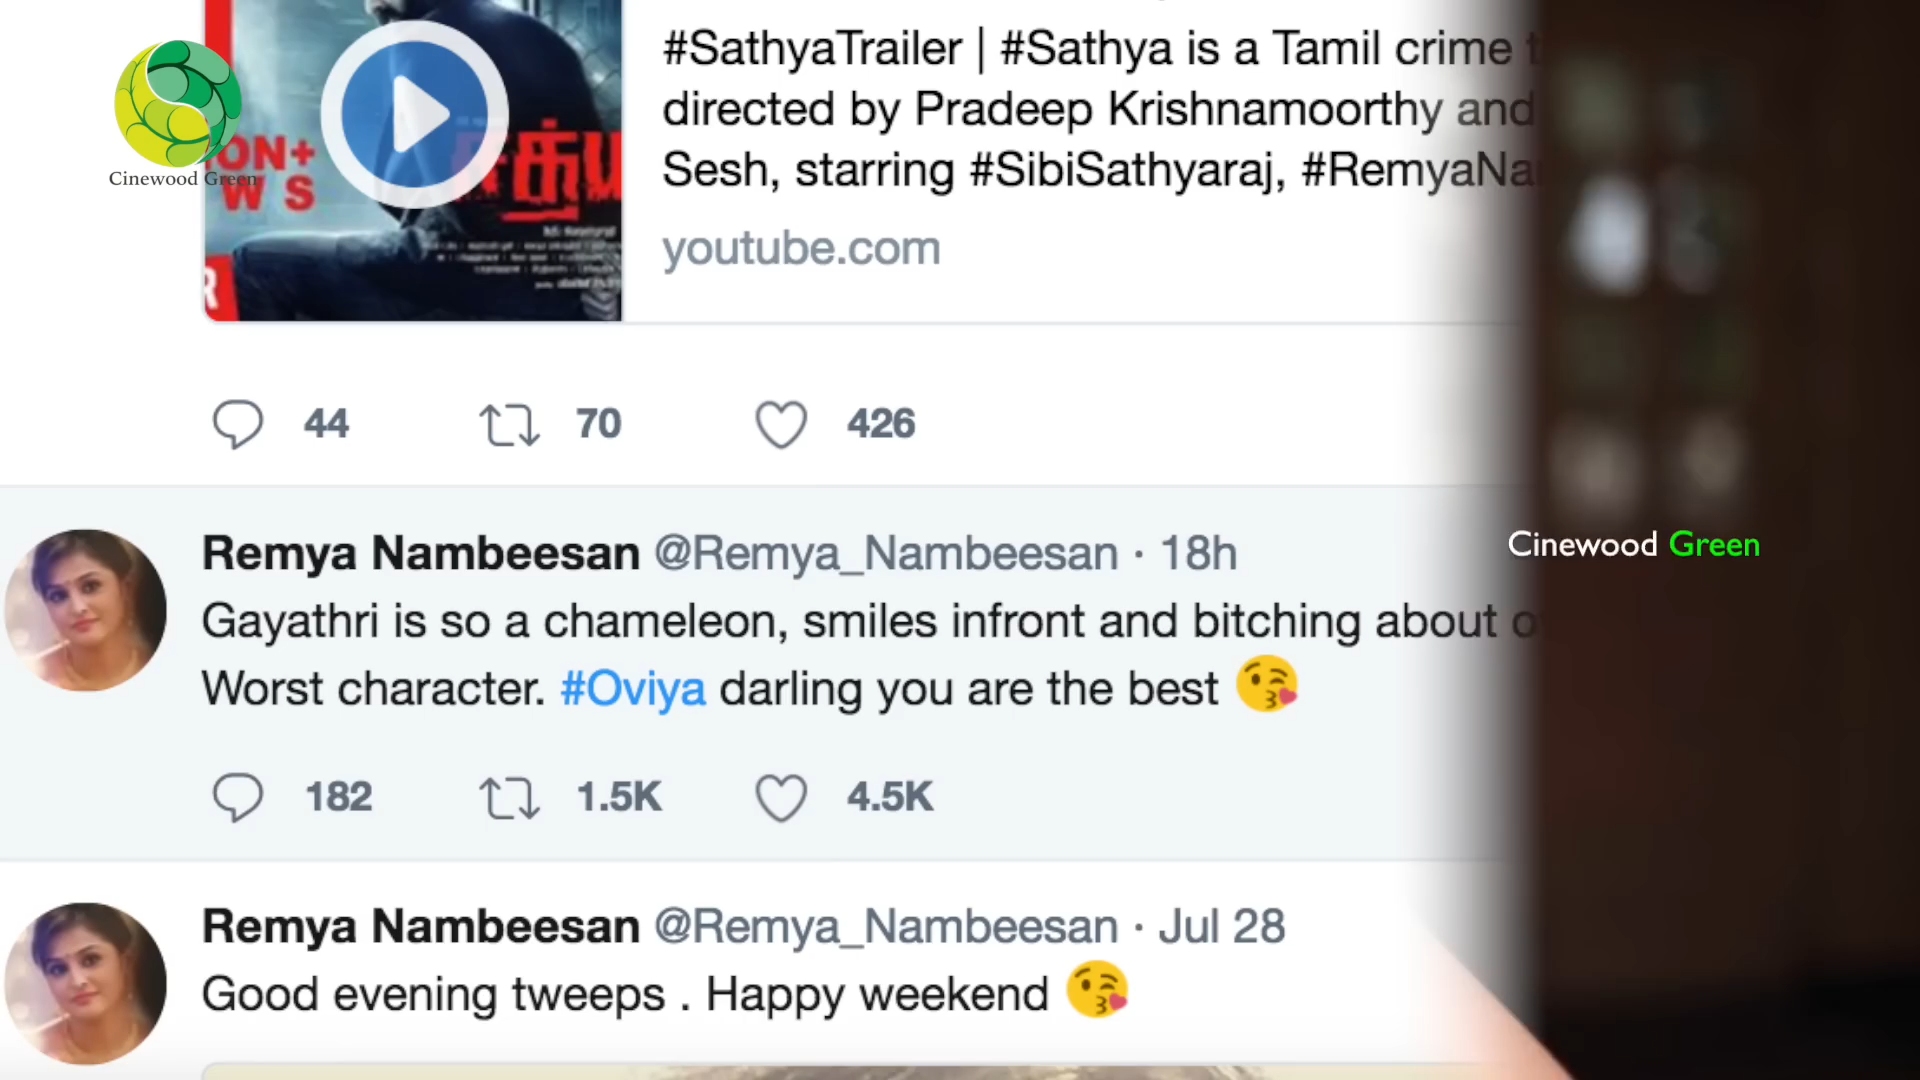 #SathyaTrailer | #Sathya is a Tamil crime
directed by Pradeep Krishnamoorthy and
Sesh, starring #SibiSathyaraj,
youtube.com
Cinewood Green
ON+
WS
R
44 70 426
Remya Nambeesan @Remya_Nambeesan · 18h
Gayathri is so a chameleon, smiles infront and bitching about
Worst character. #Oviya darling you are the best 😘
Cinewood Green
182 1.5K 4.5K
Remya Nambeesan @Remya_Nambeesan · Jul 28
Good evening tweeps . Happy weekend 😘